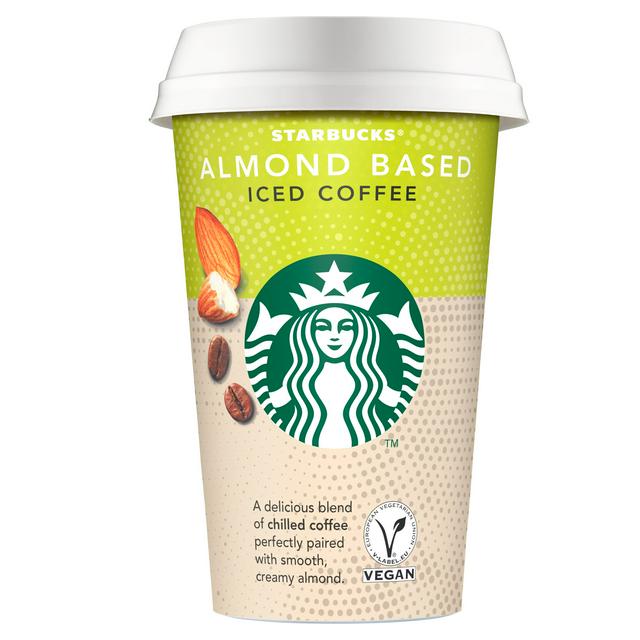 STARBUCKS®
ALMOND BASED
ICED COFFEE
TM
A delicious blend
of chilled coffee
perfectly paired
with smooth,
creamy almond.
EUROPEAN VEGETARIAN UNION
V-LABEL.EU
VEGAN